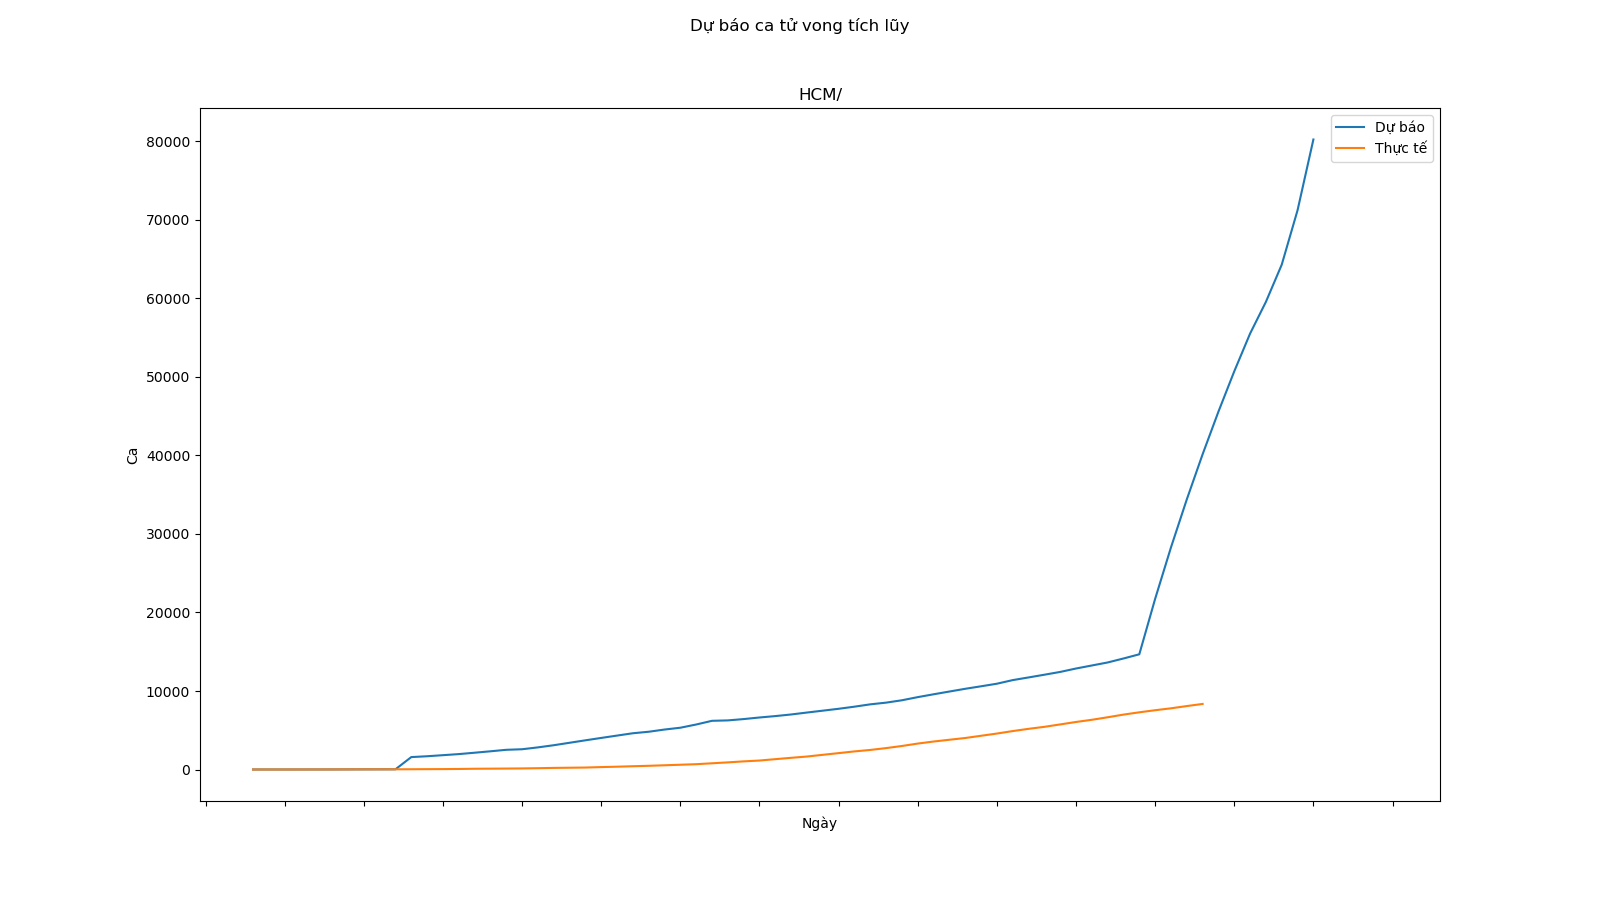 Dự báo ca tử vong tích lũy
HCM/
Dự báo
Thực tế
80000
70000
60000
50000
40000
30000
20000
10000
0
Ca
Ngày